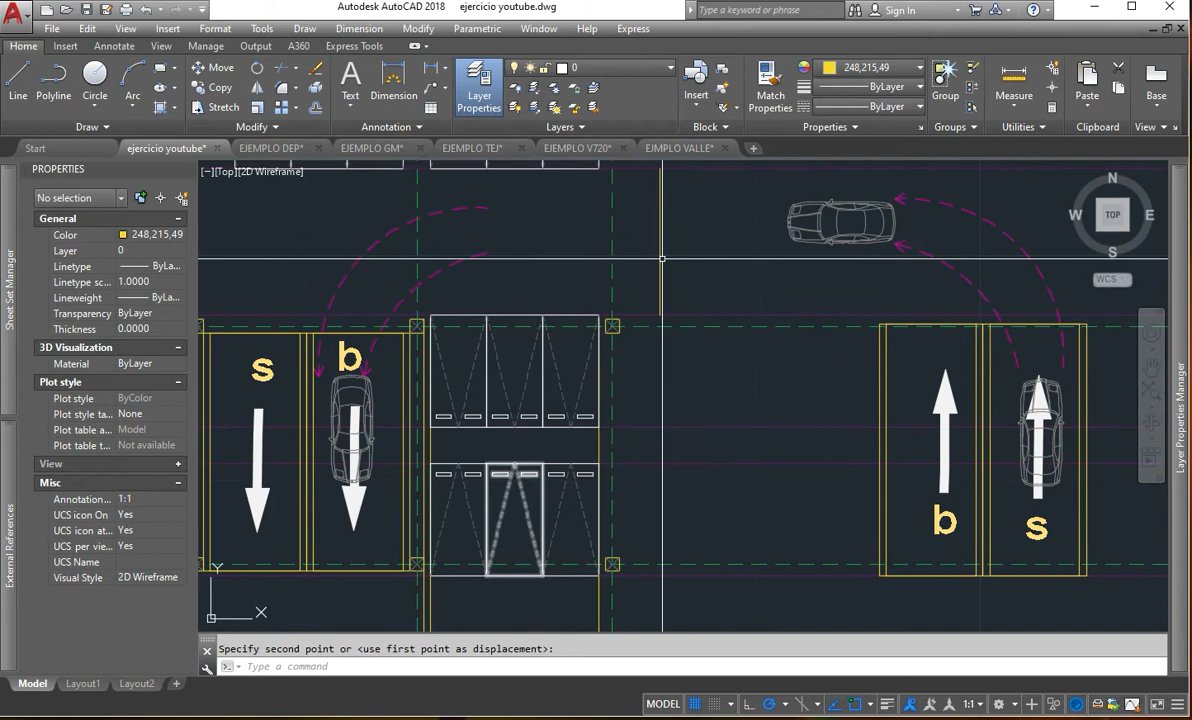 Autodesk AutoCAD 2018 ejercicio youtube.dwg
Type a keyword or phrase
Sign In
File Edit View Insert Format Tools Draw Dimension Modify Parametric Window Help Express
Home Insert Annotate View Manage Output A360 Express Tools
Line Polyline Circle Arc
Move
Copy
Stretch
Text Dimension
Layer Properties
0
Insert
Match Properties
248,215,49
ByLayer
ByLayer
Group
Measure
Paste
Base
Draw Modify Annotation Layers Block Properties Groups Utilities Clipboard View
Start ejercicio youtube* EJEMPLO DEP* EJEMPLO GM* EJEMPLO TEJ* EJEMPLO V720* EJEMPLO VALLE*
PROPERTIES
No selection
General
Color 248,215,49
Layer 0
Linetype ByLa...
Linetype sc... 1.0000
Lineweight ByLa...
Transparency ByLayer
Thickness 0.0000
3D Visualization
Material ByLayer
Plot style
Plot style ByColor
Plot style ta... None
Plot table a... Model
Plot table t... Not available
View
Misc
Annotation... 1:1
UCS icon On Yes
UCS icon at... Yes
UCS per vie... Yes
UCS Name
Visual Style 2D Wireframe
Sheet Set Manager
External References
[−][Top][2D Wireframe]
N
W TOP E
S
WCS
s b
b s
Y
X
Layer Properties Manager
Specify second point or <use first point as displacement>:
Type a command
Model Layout1 Layout2
MODEL 1:1